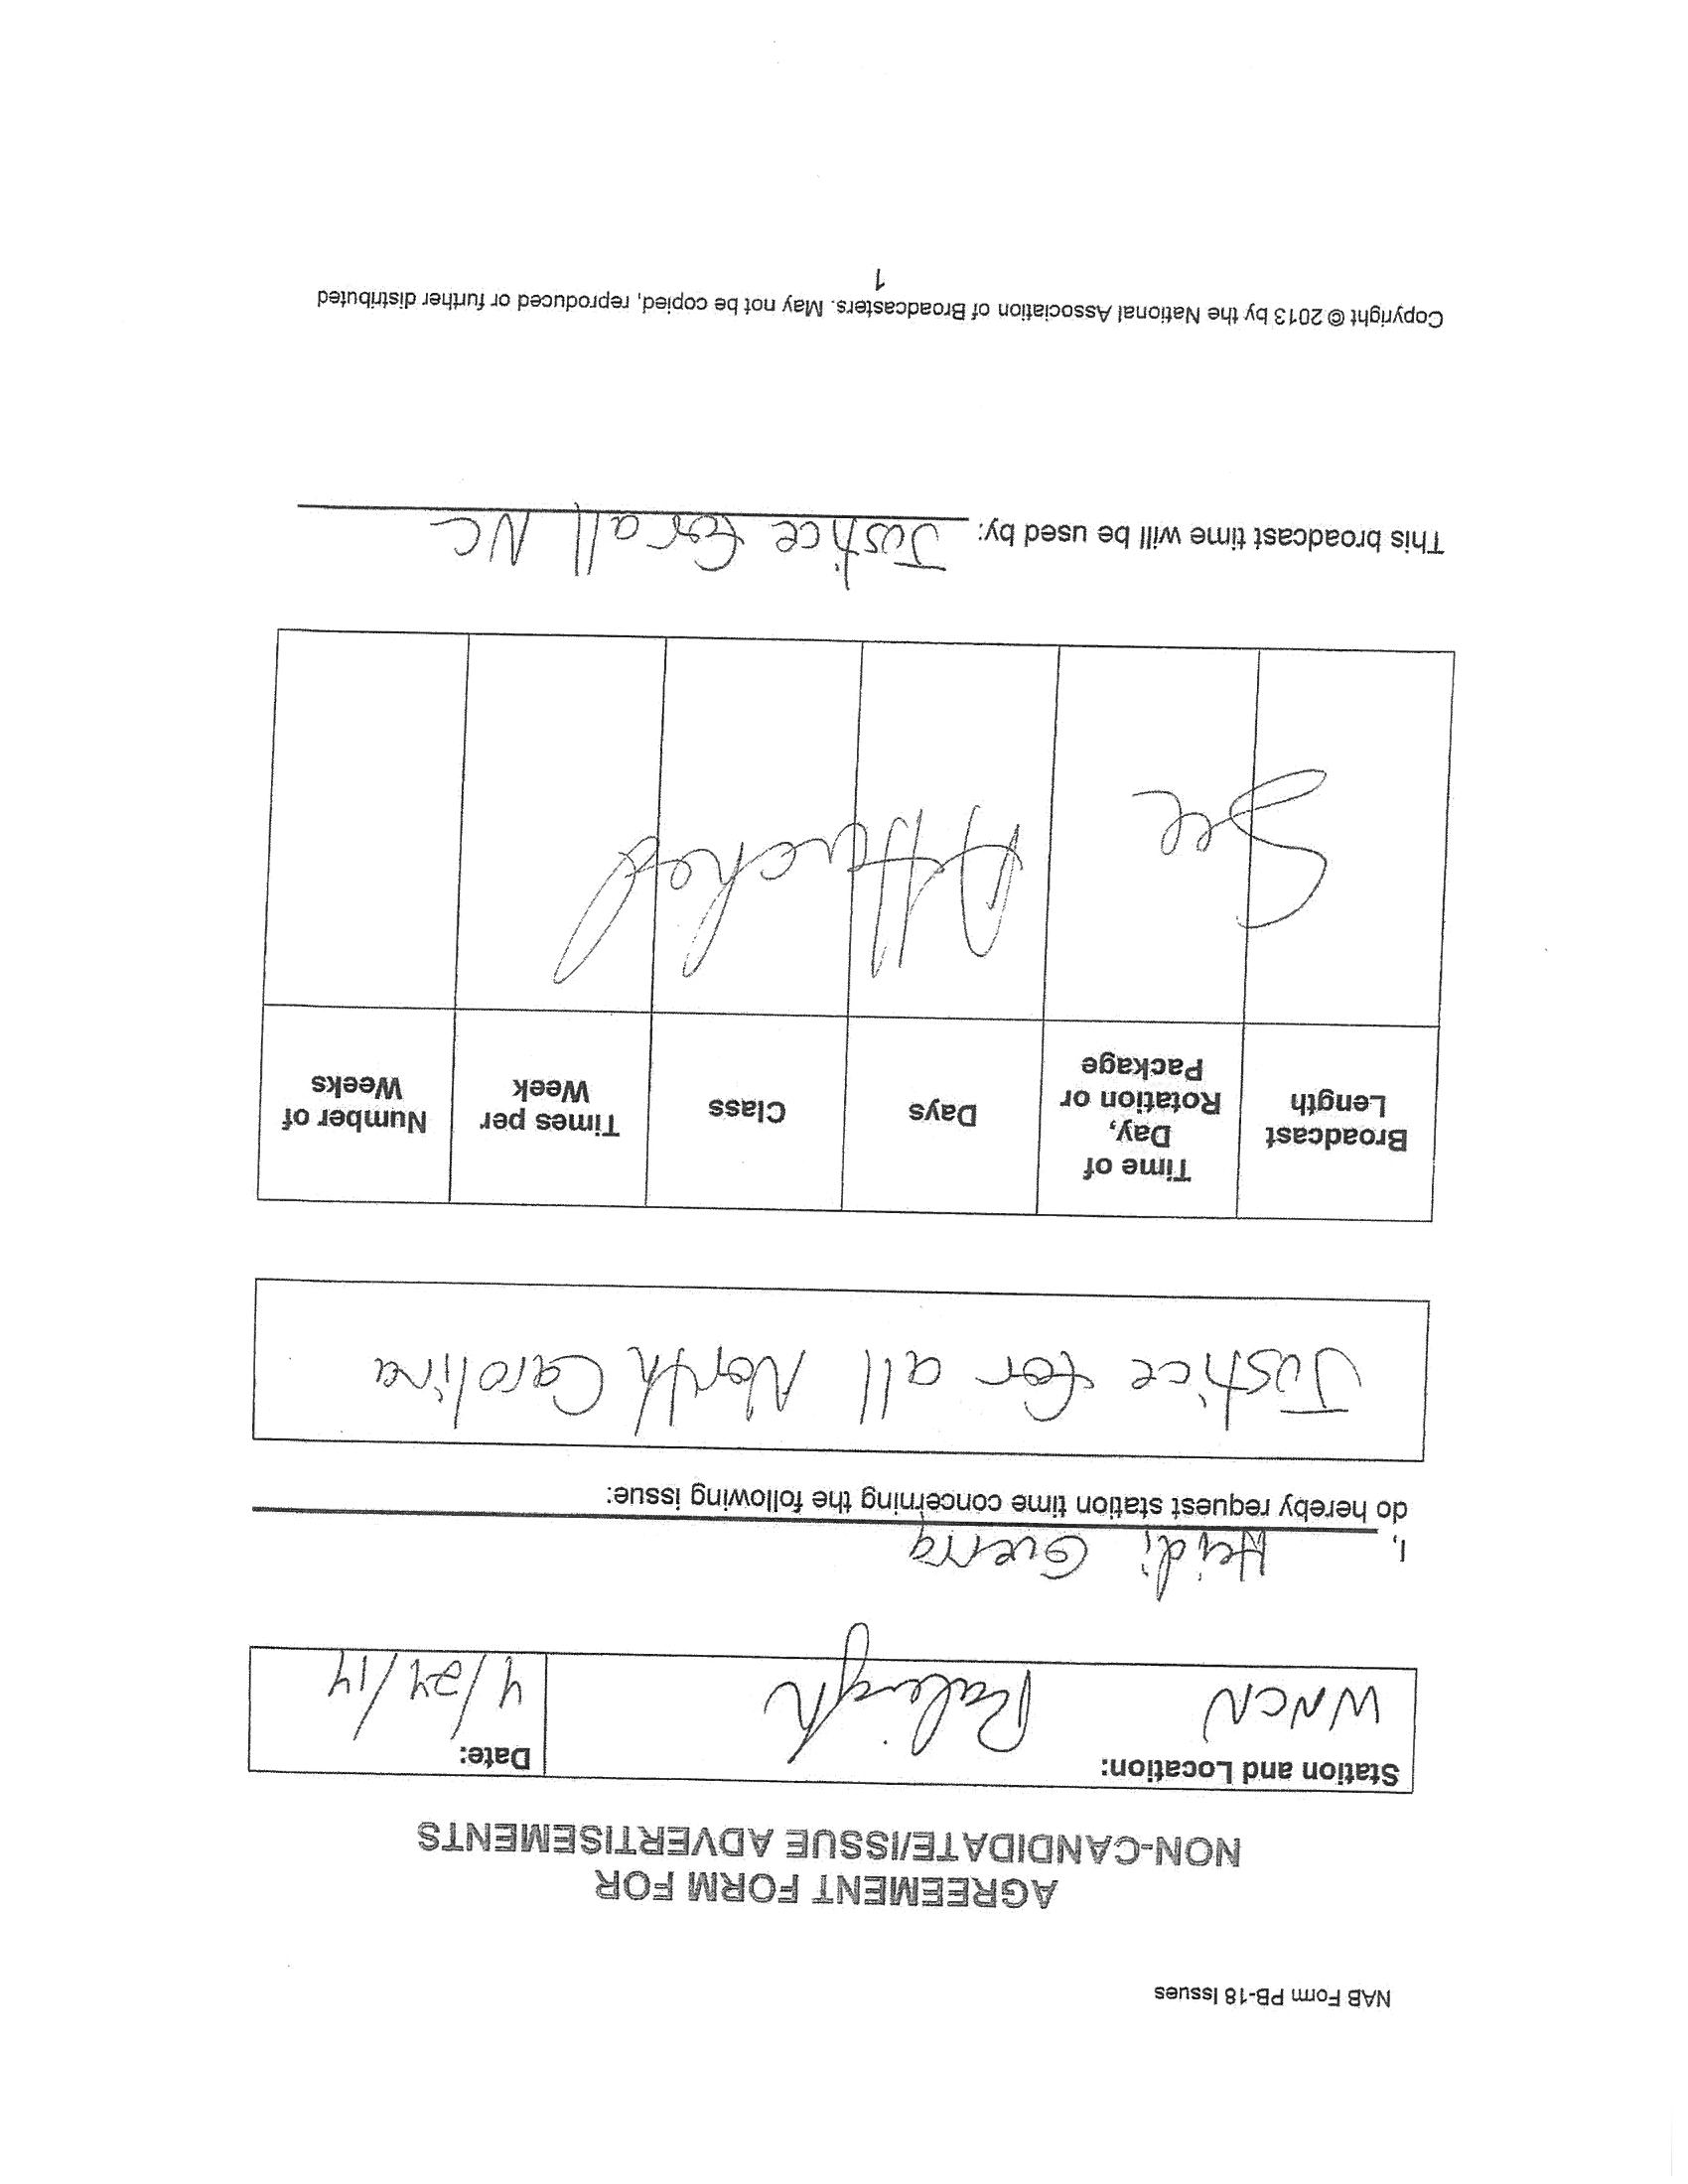 NAB Form PB-18 Issues
AGREEMENT FORM FOR
NON-CANDIDATE/ISSUE ADVERTISEMENTS
Station and Location:
WNCN Raleigh
Date:
4/24/14
I, Heidi Guerra
do hereby request station time concerning the following issue:
Justice for all North Carolina
Broadcast Length
Time of Day, Rotation or Package
Days
Class
Times per Week
Number of Weeks
See Attached
This broadcast time will be used by: Justice for all NC
Copyright © 2013 by the National Association of Broadcasters. May not be copied, reproduced or further distributed
1